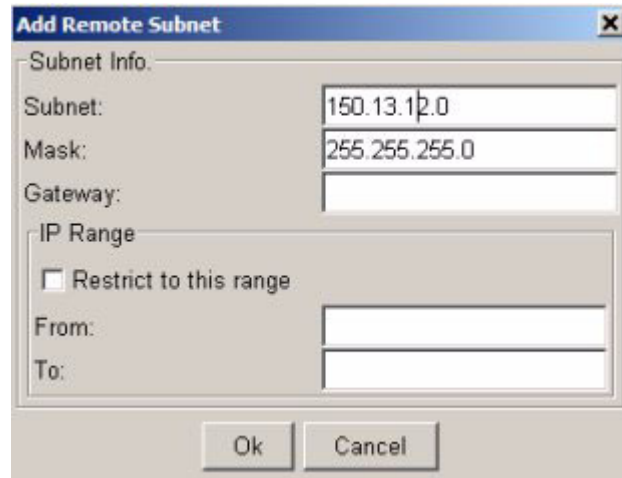 Add Remote Subnet
Subnet Info.
Subnet: 150.13.12.0
Mask: 255.255.255.0
Gateway:
IP Range
Restrict to this range
From:
To:
Ok Cancel